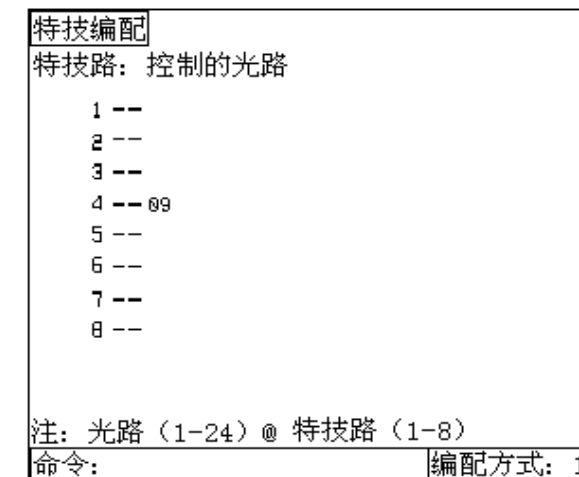 特技编配
特技路：控制的光路
1 --
2 --
3 --
4 -- 09
5 --
6 --
7 --
8 --
注：光路（1-24）@ 特技路（1-8）
命令： 编配方式：